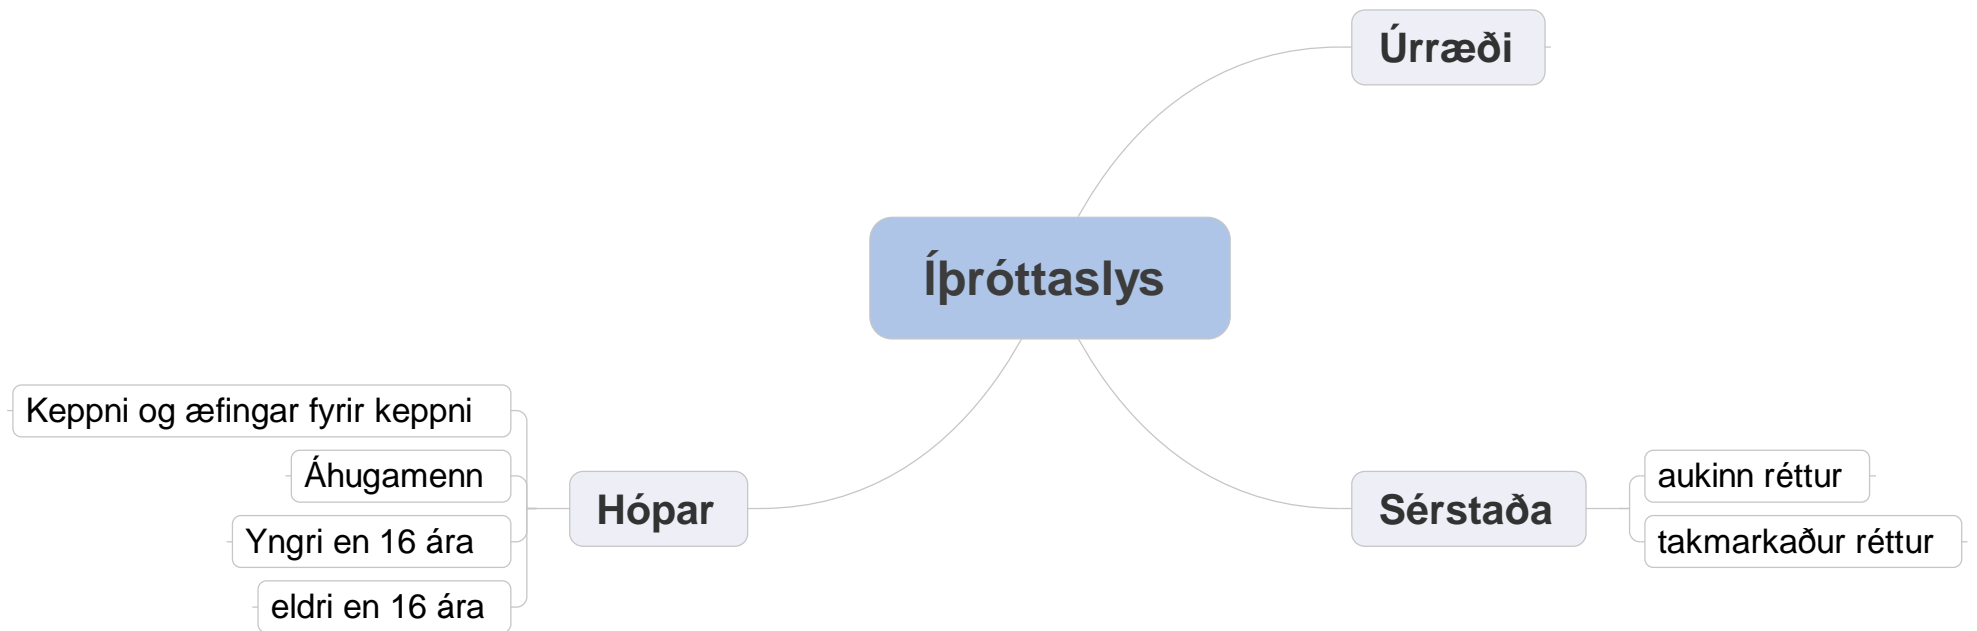 Úrræði
Íþróttaslys
Keppni og æfingar fyrir keppni
Áhugamenn
Yngri en 16 ára
eldri en 16 ára
Hópar
Sérstaða
aukinn réttur
takmarkaður réttur